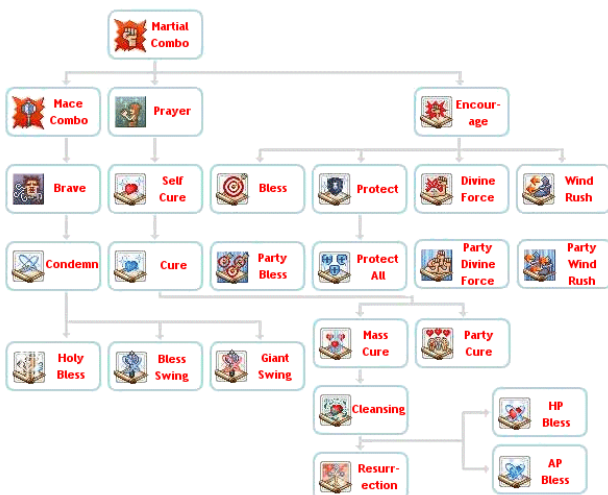 Martial
Combo
Mace
Combo
Prayer
Encour-
age
Brave
Self
Cure
Bless
Protect
Divine
Force
Wind
Rush
Condemn
Cure
Party
Bless
Protect
All
Party
Divine
Force
Party
Wind
Rush
Holy
Bless
Bless
Swing
Giant
Swing
Mass
Cure
Party
Cure
Cleansing
HP
Bless
Resurr-
ection
AP
Bless